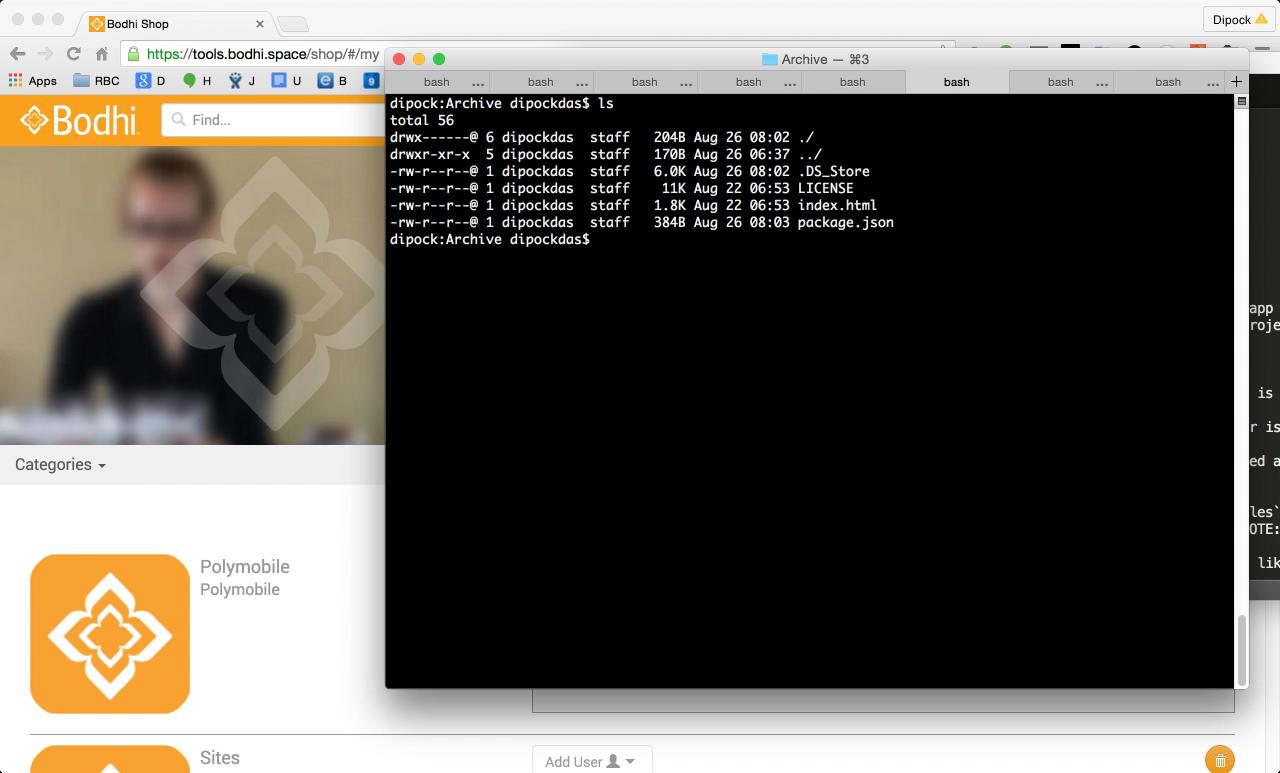 Bodhi Shop
Dipock
https://tools.bodhi.space/shop/#/my
Apps RBC D H J U B 9
Bodhi
Find...
Archive — ⌘3
bash ... bash ... bash ... bash ... bash bash bash ... bash ... +
dipock:Archive dipockdas$ ls
total 56
drwx------@ 6 dipockdas staff 204B Aug 26 08:02 ./
drwxr-xr-x 5 dipockdas staff 170B Aug 26 06:37 ../
-rw-r--r--@ 1 dipockdas staff 6.0K Aug 26 08:02 .DS_Store
-rw-r--r--@ 1 dipockdas staff 11K Aug 22 06:53 LICENSE
-rw-r--r--@ 1 dipockdas staff 1.8K Aug 22 06:53 index.html
-rw-r--r--@ 1 dipockdas staff 384B Aug 26 08:03 package.json
dipock:Archive dipockdas$
app
roje
is
r is
ed a
les`
OTE:
lik
Categories
Polymobile
Polymobile
Sites
Add User